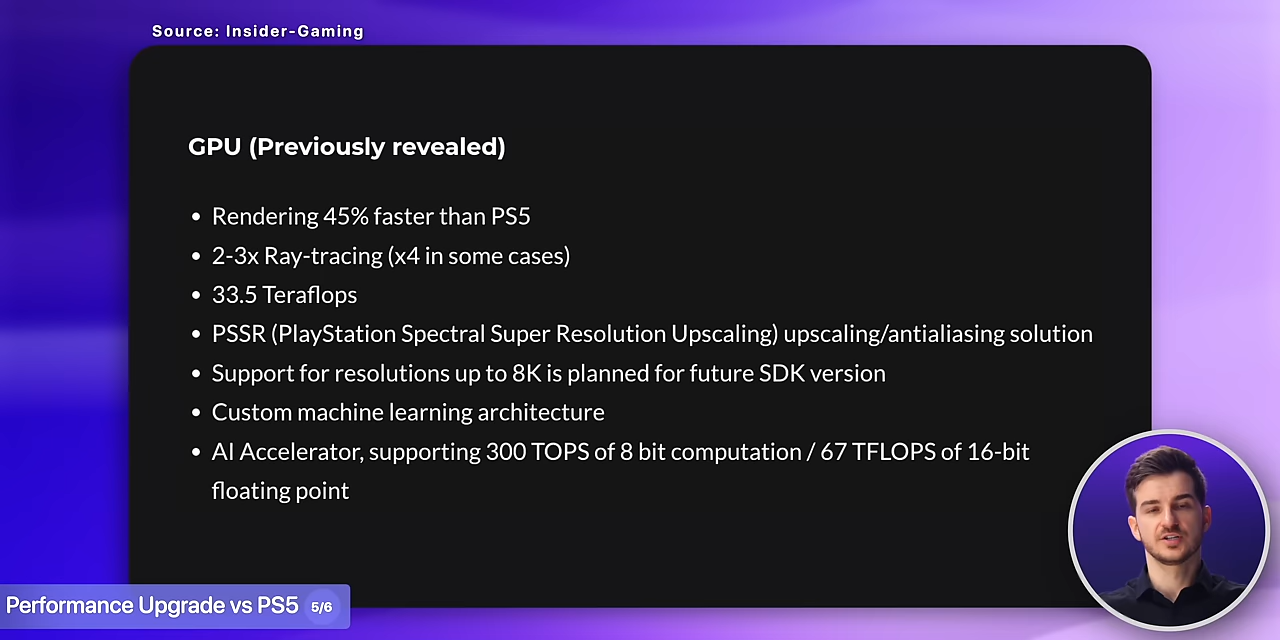 Source: Insider-Gaming
GPU (Previously revealed)
• Rendering 45% faster than PS5
• 2-3x Ray-tracing (x4 in some cases)
• 33.5 Teraflops
• PSSR (PlayStation Spectral Super Resolution Upscaling) upscaling/antialiasing solution
• Support for resolutions up to 8K is planned for future SDK version
• Custom machine learning architecture
• AI Accelerator, supporting 300 TOPS of 8 bit computation / 67 TFLOPS of 16-bit
floating point
Performance Upgrade vs PS5 5/6